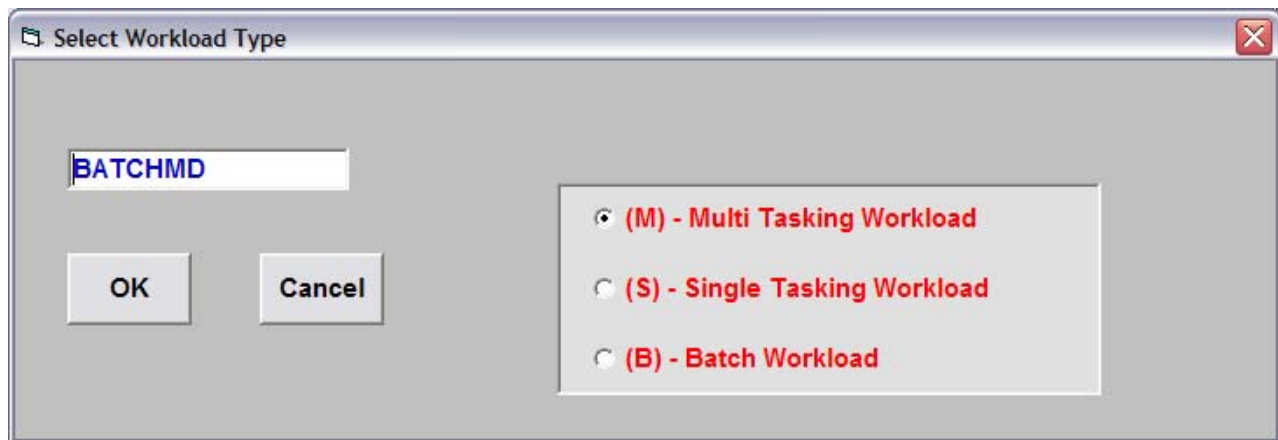 Select Workload Type
BATCHMD
OK
Cancel
(M) - Multi Tasking Workload
(S) - Single Tasking Workload
(B) - Batch Workload